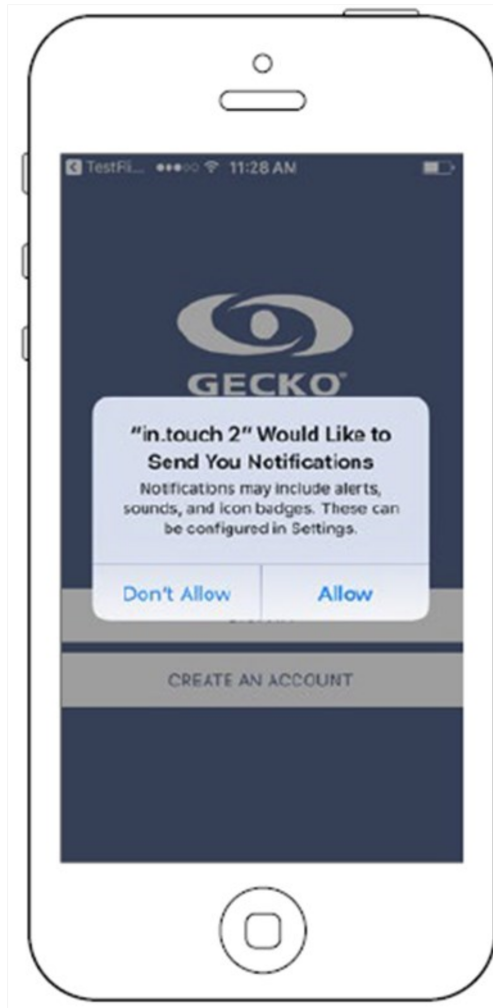 TestFli... 11:28 AM
GECKO®
"in.touch 2" Would Like to
Send You Notifications
Notifications may include alerts,
sounds, and icon badges. These can
be configured in Settings.
Don't Allow Allow
CREATE AN ACCOUNT